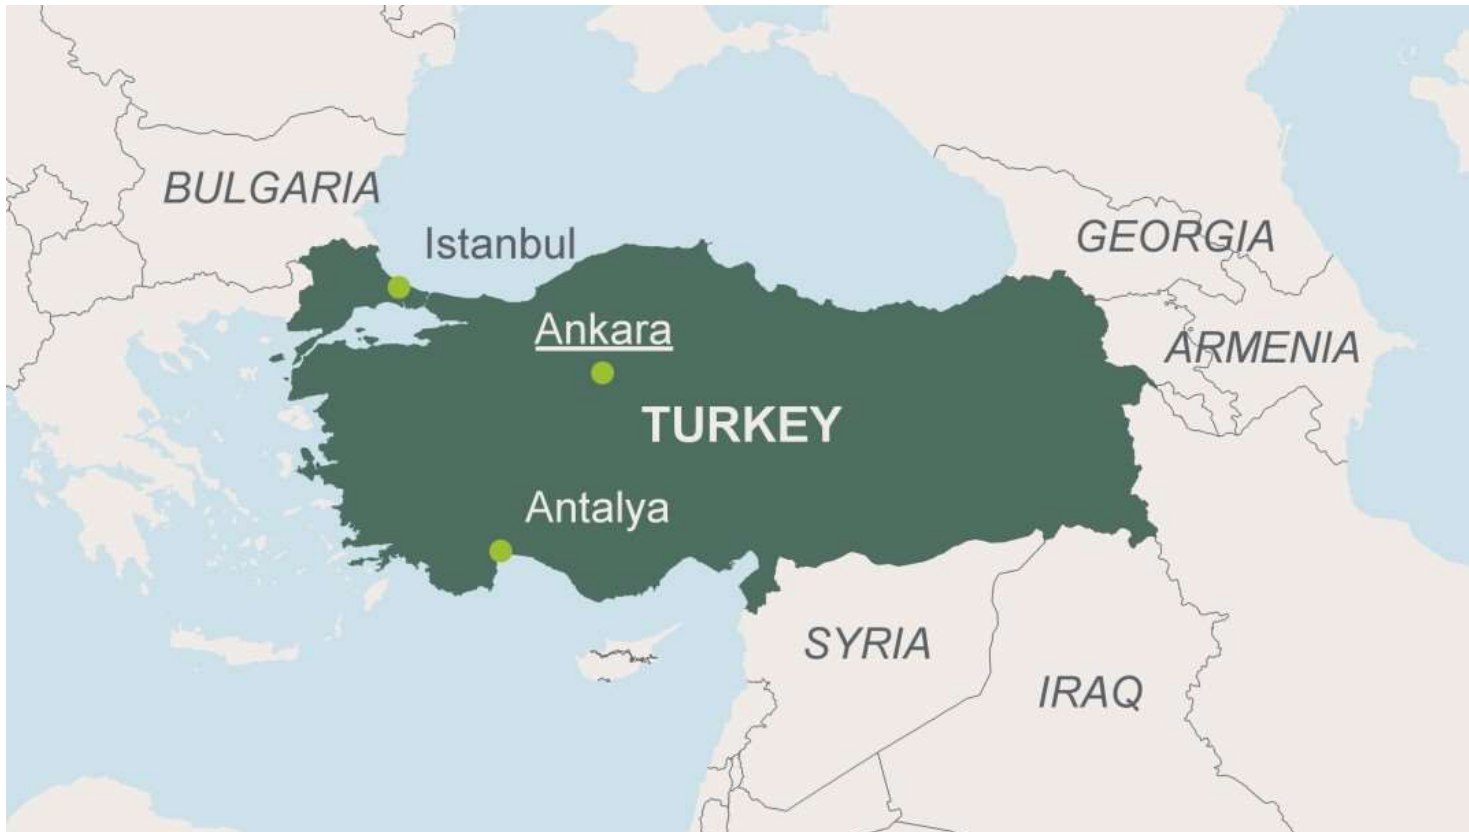 BULGARIA
Istanbul
GEORGIA
Ankara
ARMENIA
TURKEY
Antalya
SYRIA
IRAQ